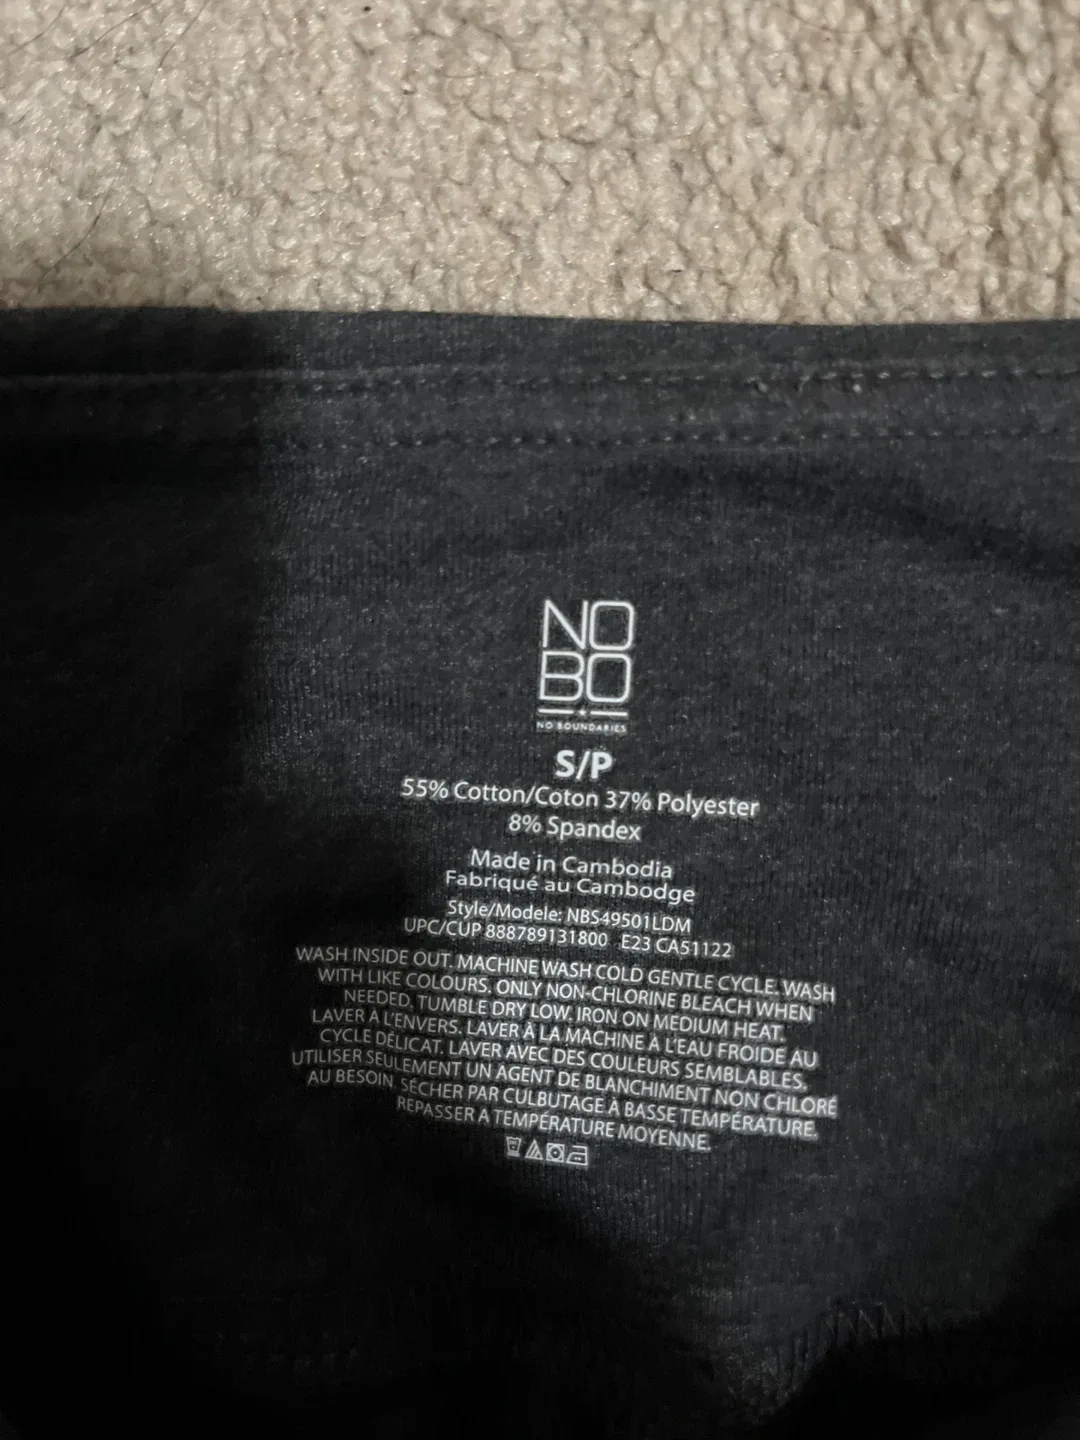 NO
BO
NO BOUNDARIES
S/P
55% Cotton/Coton 37% Polyester
8% Spandex
Made in Cambodia
Fabriqué au Cambodge
Style/Modele: NBS49501LDM
UPC/CUP 888789131800 E23 CA51122
WASH INSIDE OUT. MACHINE WASH COLD GENTLE CYCLE. WASH
WITH LIKE COLOURS. ONLY NON-CHLORINE BLEACH WHEN
NEEDED. TUMBLE DRY LOW. IRON ON MEDIUM HEAT.
LAVER À L'ENVERS. LAVER À LA MACHINE À L'EAU FROIDE AU
CYCLE DÉLICAT. LAVER AVEC DES COULEURS SEMBLABLES.
UTILISER SEULEMENT UN AGENT DE BLANCHIMENT NON CHLORÉ
AU BESOIN. SÉCHER PAR CULBUTAGE À BASSE TEMPÉRATURE.
REPASSER A TEMPÉRATURE MOYENNE.